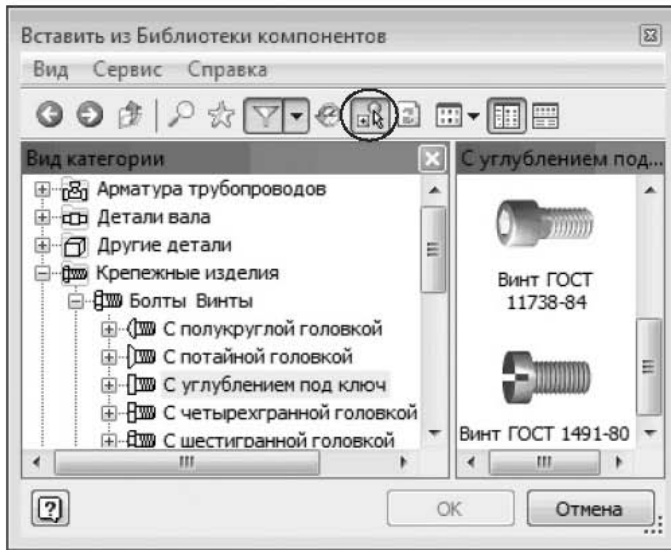 Вставить из Библиотеки компонентов
Вид Сервис Справка
Вид категории
Арматура трубопроводов
Детали вала
Другие детали
Крепежные изделия
Болты Винты
С полукруглой головкой
С потайной головкой
С углублением под ключ
С четырехгранной головкой
С шестигранной головкой
С углублением под...
Винт ГОСТ
11738-84
Винт ГОСТ 1491-80
ОК
Отмена